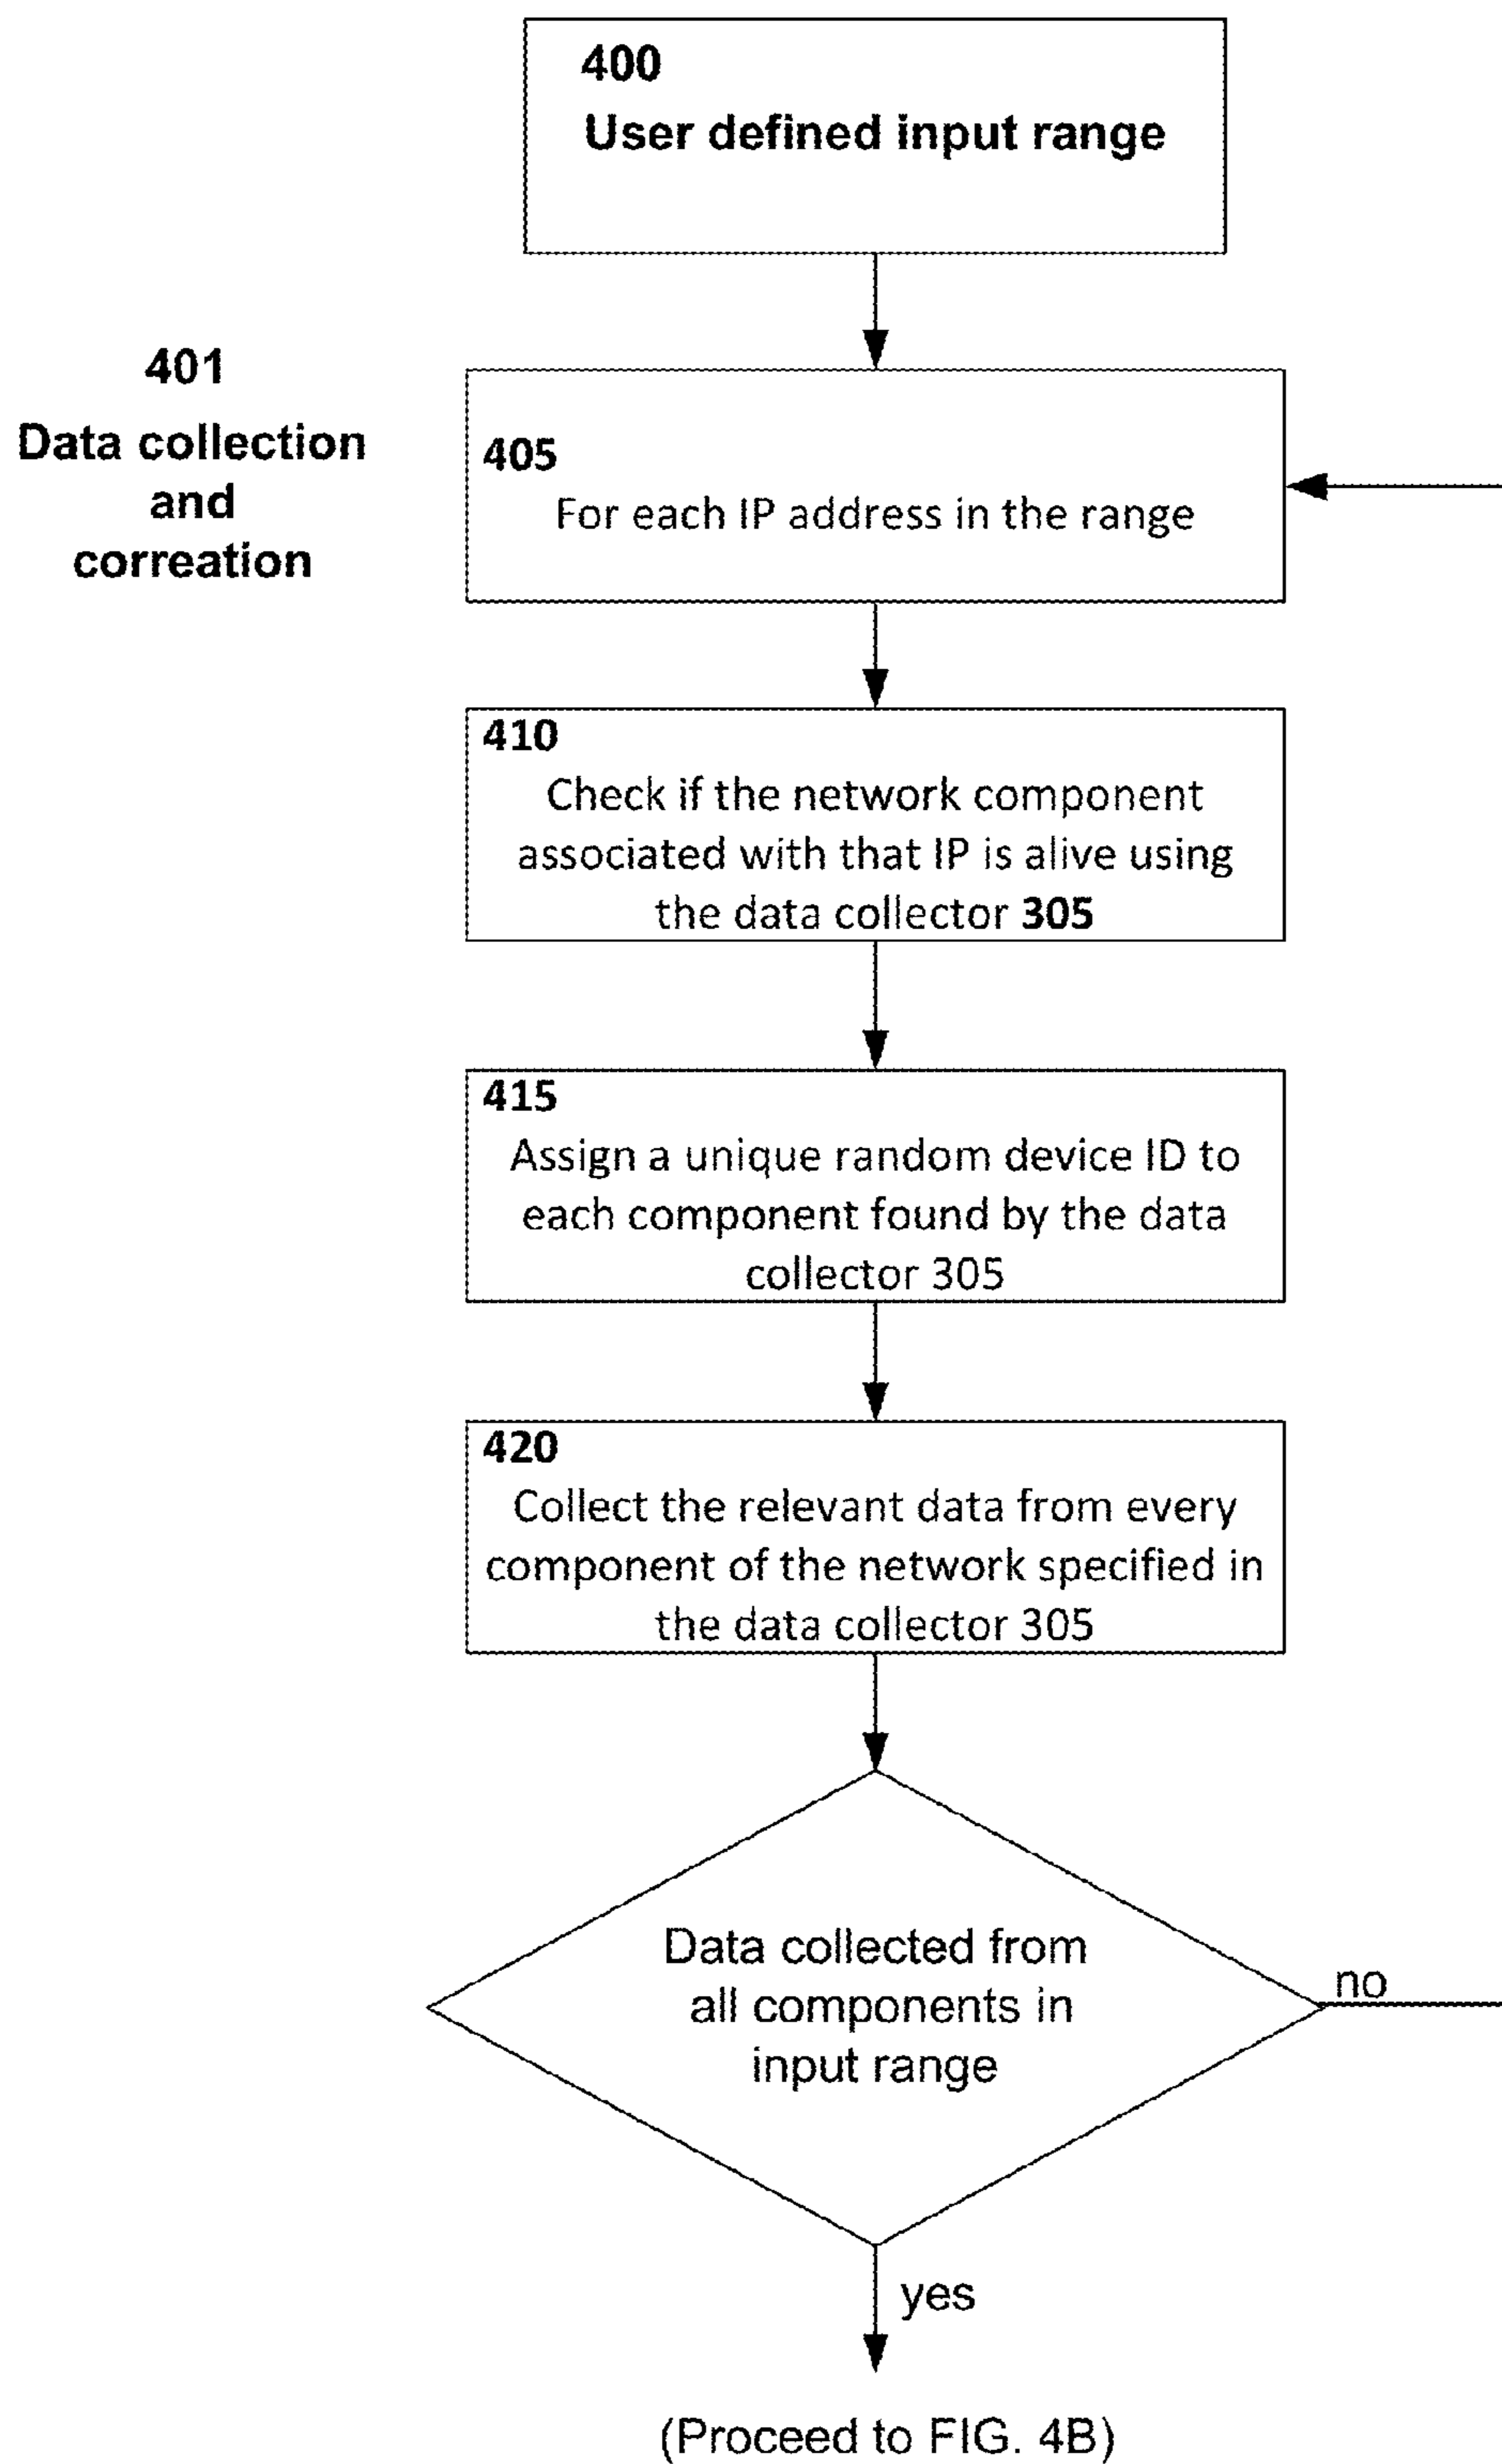 400
User defined input range
401
Data collection
and
correation
405
For each IP address in the range
410
Check if the network component
associated with that IP is alive using
the data collector 305
415
Assign a unique random device ID to
each component found by the data
collector 305
420
Collect the relevant data from every
component of the network specified in
the data collector 305
Data collected from
all components in
input range
no
yes
(Proceed to FIG. 4B)